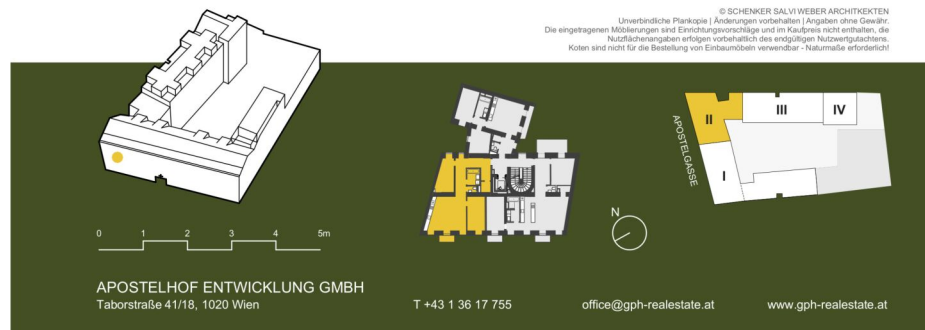 © SCHENKER SALVI WEBER ARCHITKEKTEN
Unverbindliche Plankopie | Änderungen vorbehalten | Angaben ohne Gewähr.
Die eingetragenen Möblierungen sind Einrichtungsvorschläge und im Kaufpreis nicht enthalten, die
Nutzflächenangaben erfolgen vorbehaltlich des endgültigen Nutzwertgutachtens.
Koten sind nicht für die Bestellung von Einbaumöbeln verwendbar - Naturmaße erforderlich!
II
III
IV
APOSTELGASSE
I
N
0 1 2 3 4 5m
APOSTELHOF ENTWICKLUNG GMBH
Taborstraße 41/18, 1020 Wien
T +43 1 36 17 755
office@gph-realestate.at
www.gph-realestate.at